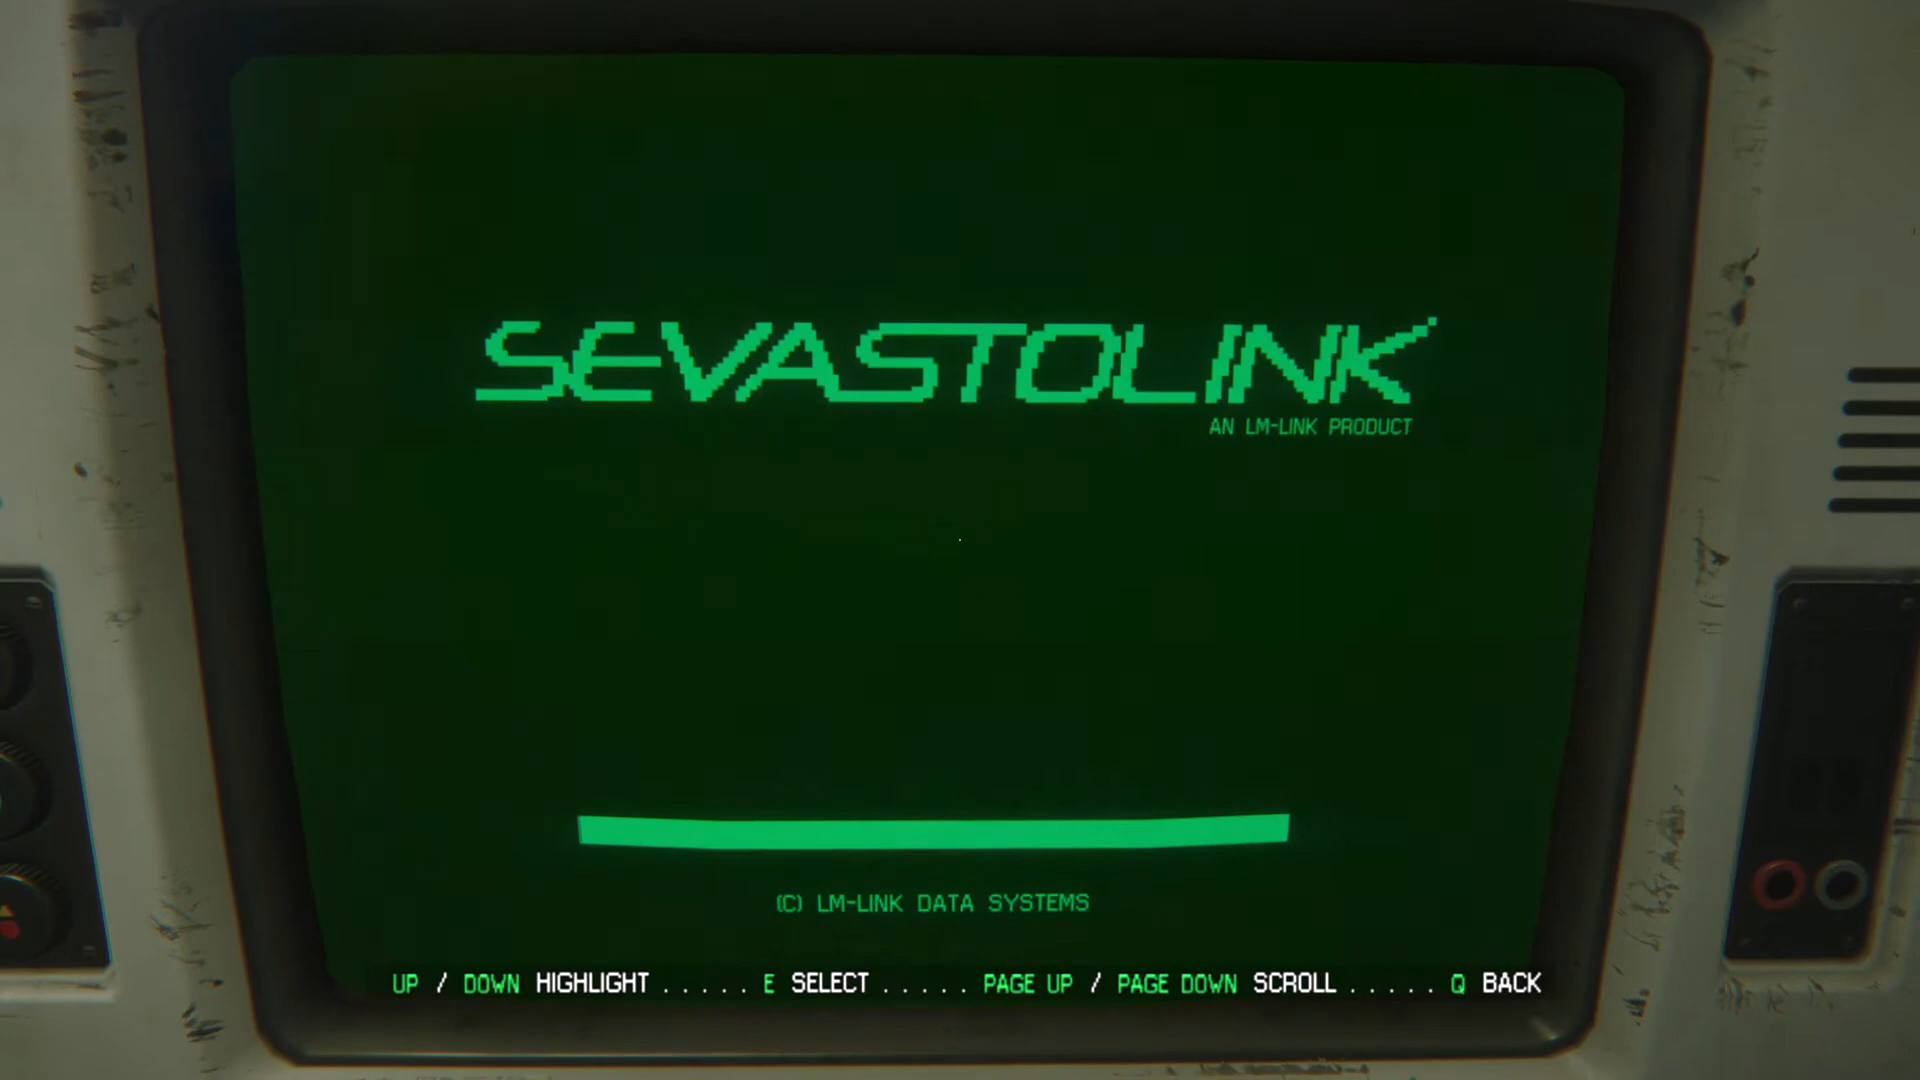 SEVASTOLINK
AN LM-LINK PRODUCT
(C) LM-LINK DATA SYSTEMS
UP / DOWN HIGHLIGHT ..... E SELECT ..... PAGE UP / PAGE DOWN SCROLL ..... Q BACK